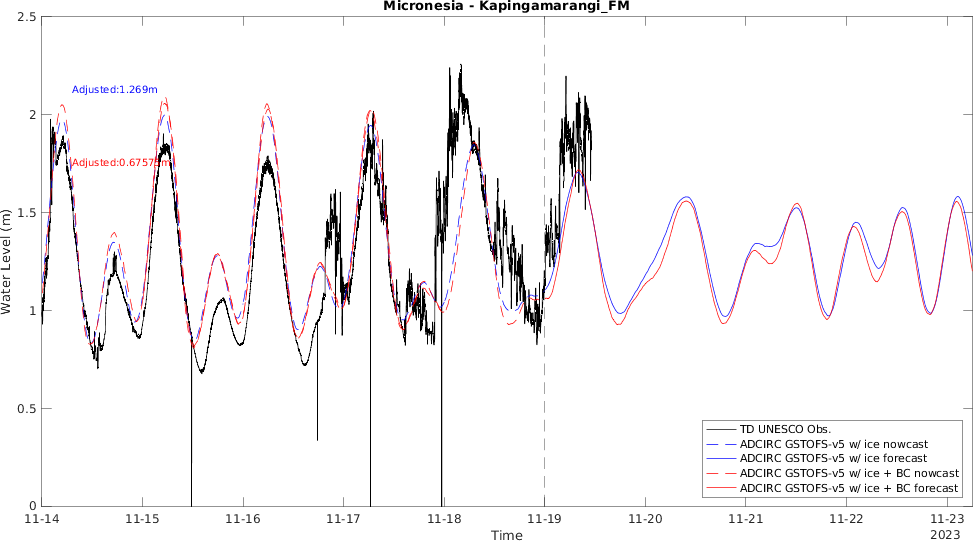 Micronesia - Kapingamarangi_FM
Water Level (m)
2.5
2
1.5
1
0.5
0
Adjusted:1.269m
Adjusted:0.67575m
11-14
11-15
11-16
11-17
11-18
11-19
11-20
11-21
11-22
11-23
Time
2023
TD UNESCO Obs.
ADCIRC GSTOFS-v5 w/ ice nowcast
ADCIRC GSTOFS-v5 w/ ice forecast
ADCIRC GSTOFS-v5 w/ ice + BC nowcast
ADCIRC GSTOFS-v5 w/ ice + BC forecast